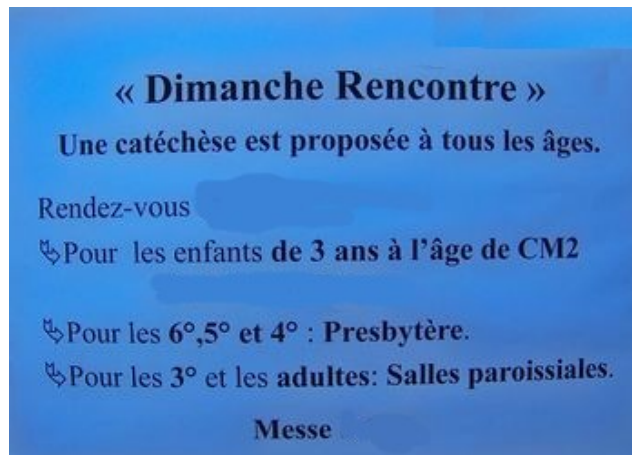 « Dimanche Rencontre »
Une catéchèse est proposée à tous les âges.
Rendez-vous
Pour les enfants de 3 ans à l’âge de CM2
Pour les 6°,5° et 4° : Presbytère.
Pour les 3° et les adultes: Salles paroissiales.
Messe